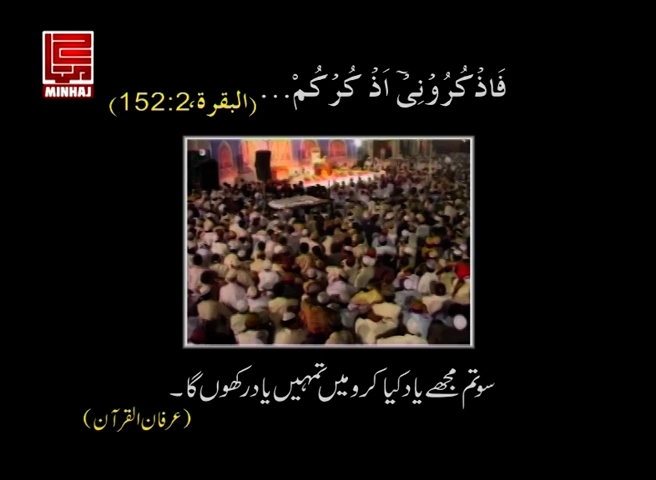 MINHAJ
فَاذْكُرُوْنِيْۤ اَذْكُرْكُمْ...(البقرة،152:2)
سو تم مجھے یاد کیا کرو میں تمہیں یاد رکھوں گا۔
(عرفان القرآن)